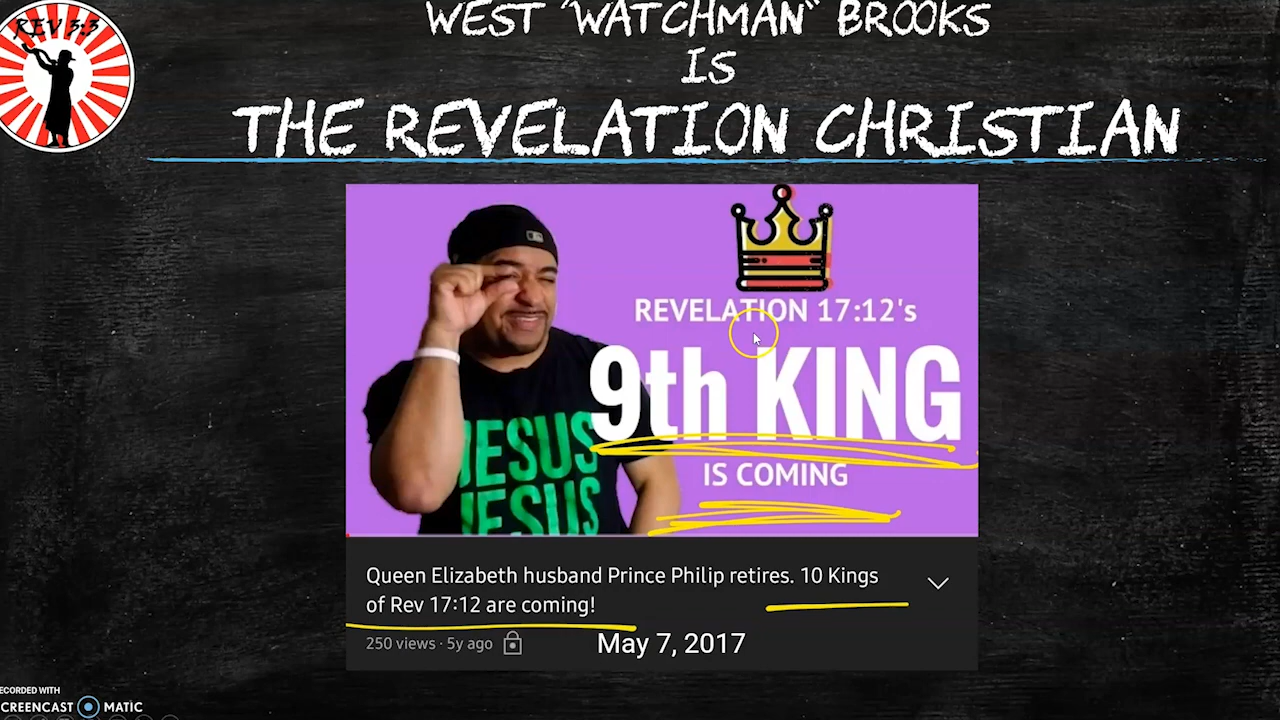 WEST "WATCHMAN" BROOKS
REV 3:3
IS
THE REVELATION CHRISTIAN
REVELATION 17:12's
9th KING
IS COMING
JESUS
JESUS
Queen Elizabeth husband Prince Philip retires. 10 Kings
of Rev 17:12 are coming!
250 views · 5y ago
May 7, 2017
ECORDED WITH
CREENCAST MATIC